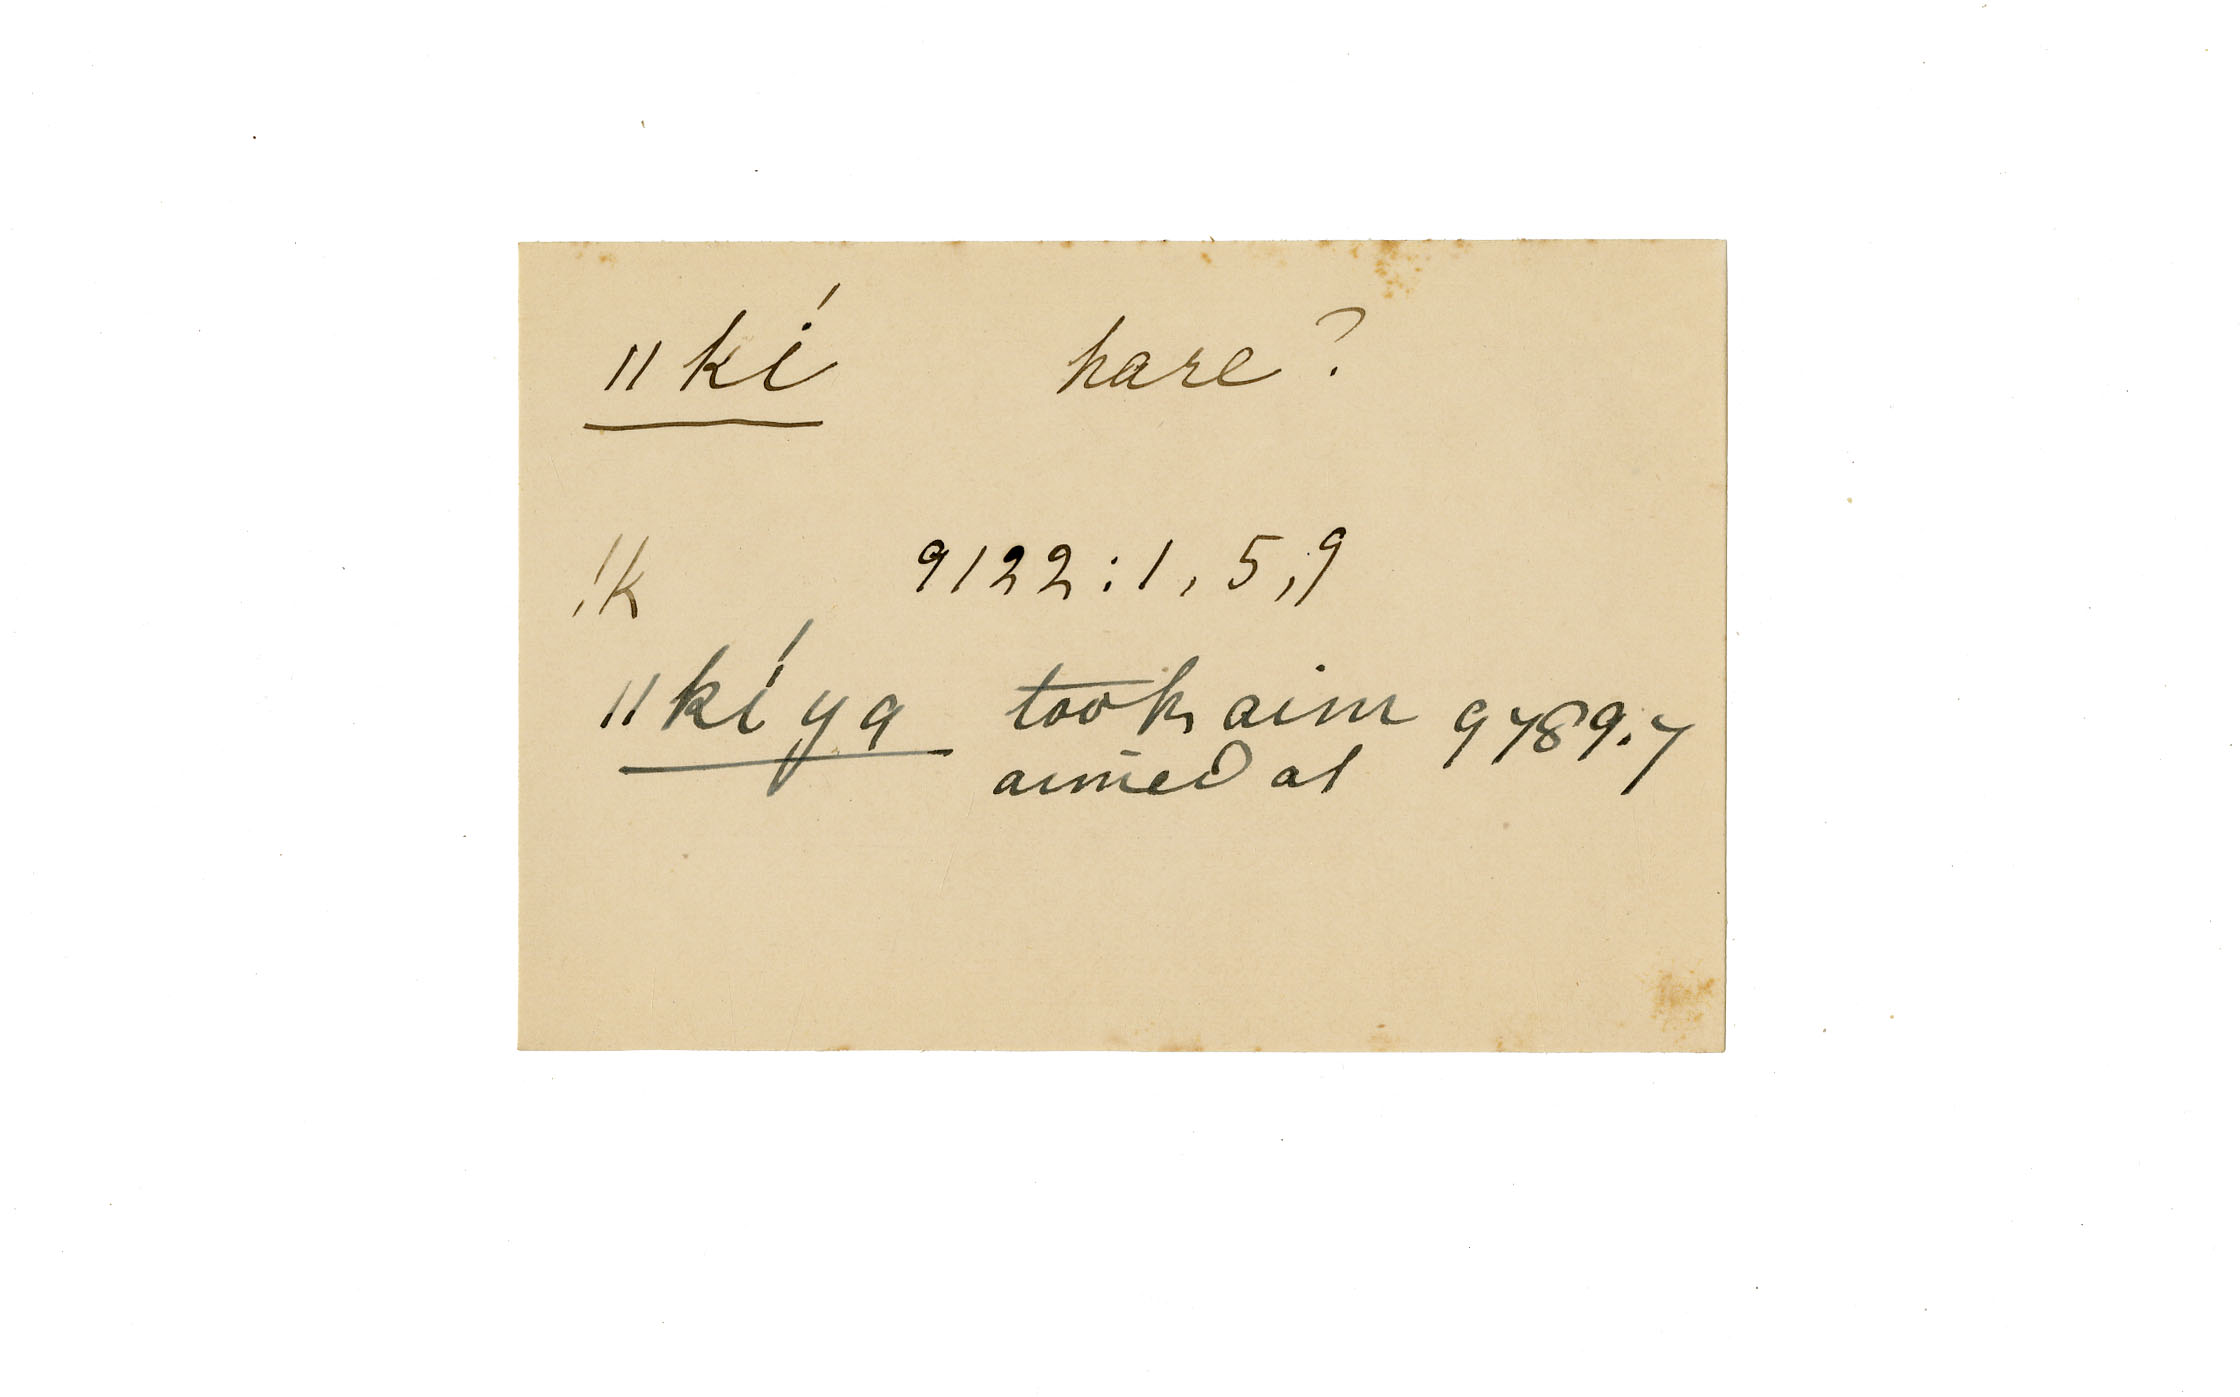 ǁkí hare?
!k 9122:1, 5, 9
ǁkíya took aim 9789.7
aimed at